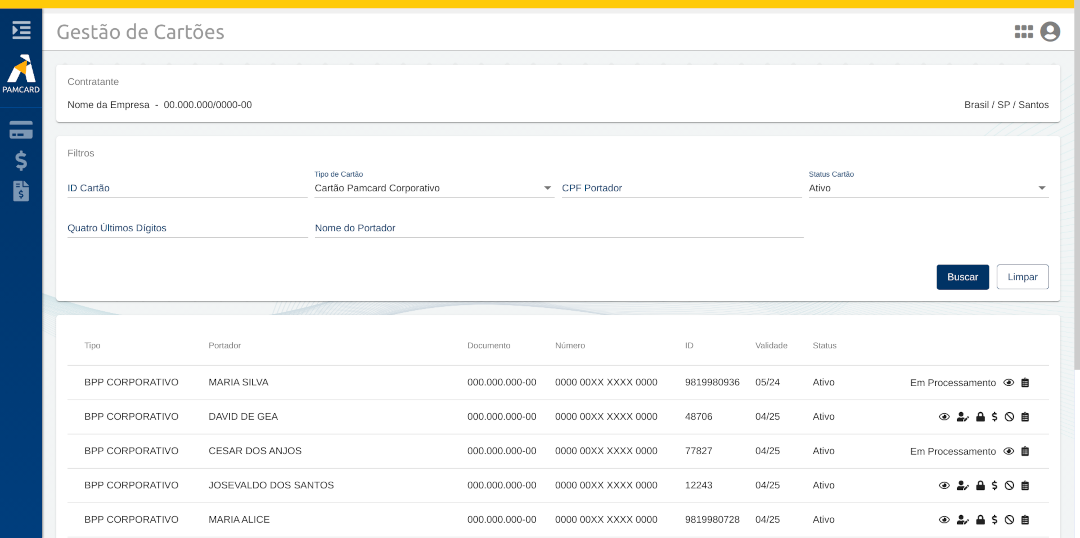 Gestão de Cartões
PAMCARD
Contratante
Nome da Empresa - 00.000.000/0000-00 Brasil / SP / Santos
Filtros
Tipo de Cartão Status Cartão
ID Cartão Cartão Pamcard Corporativo CPF Portador Ativo
Quatro Últimos Dígitos Nome do Portador
Buscar Limpar
Tipo Portador Documento Número ID Validade Status
BPP CORPORATIVO MARIA SILVA 000.000.000-00 0000 00XX XXXX 0000 9819980936 05/24 Ativo Em Processamento
BPP CORPORATIVO DAVID DE GEA 000.000.000-00 0000 00XX XXXX 0000 48706 04/25 Ativo
BPP CORPORATIVO CESAR DOS ANJOS 000.000.000-00 0000 00XX XXXX 0000 77827 04/25 Ativo Em Processamento
BPP CORPORATIVO JOSEVALDO DOS SANTOS 000.000.000-00 0000 00XX XXXX 0000 12243 04/25 Ativo
BPP CORPORATIVO MARIA ALICE 000.000.000-00 0000 00XX XXXX 0000 9819980728 04/25 Ativo